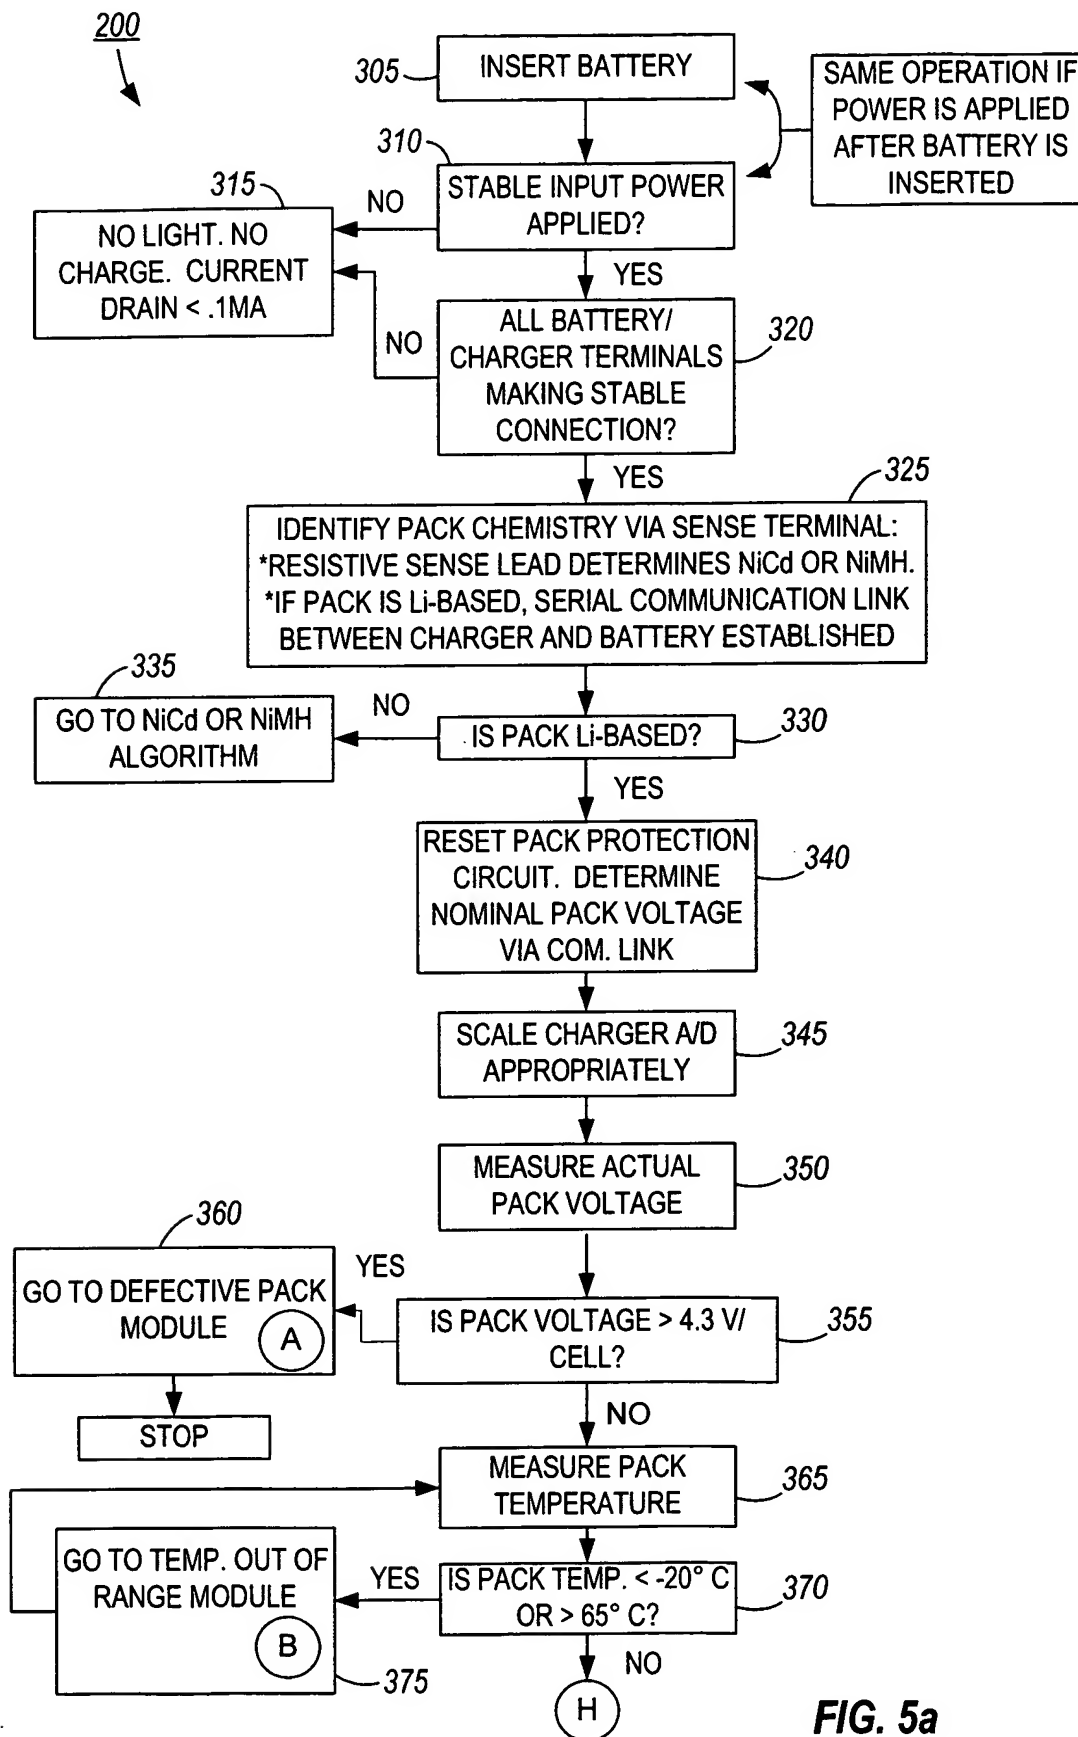 200
305
INSERT BATTERY
SAME OPERATION IF
POWER IS APPLIED
AFTER BATTERY IS
INSERTED
310
STABLE INPUT POWER
APPLIED?
315
NO
NO LIGHT. NO
CHARGE. CURRENT
DRAIN < .1MA
YES
NO
ALL BATTERY/
CHARGER TERMINALS
MAKING STABLE
CONNECTION?
320
YES
325
IDENTIFY PACK CHEMISTRY VIA SENSE TERMINAL:
*RESISTIVE SENSE LEAD DETERMINES NiCd OR NiMH.
*IF PACK IS Li-BASED, SERIAL COMMUNICATION LINK
BETWEEN CHARGER AND BATTERY ESTABLISHED
335
GO TO NiCd OR NiMH
ALGORITHM
NO
IS PACK Li-BASED?
330
YES
RESET PACK PROTECTION
CIRCUIT. DETERMINE
NOMINAL PACK VOLTAGE
VIA COM. LINK
340
SCALE CHARGER A/D
APPROPRIATELY
345
MEASURE ACTUAL
PACK VOLTAGE
350
360
GO TO DEFECTIVE PACK
MODULE
A
YES
IS PACK VOLTAGE > 4.3 V/
CELL?
355
STOP
NO
MEASURE PACK
TEMPERATURE
365
GO TO TEMP. OUT OF
RANGE MODULE
B
375
YES
IS PACK TEMP. < -20° C
OR > 65° C?
370
NO
H
FIG. 5a